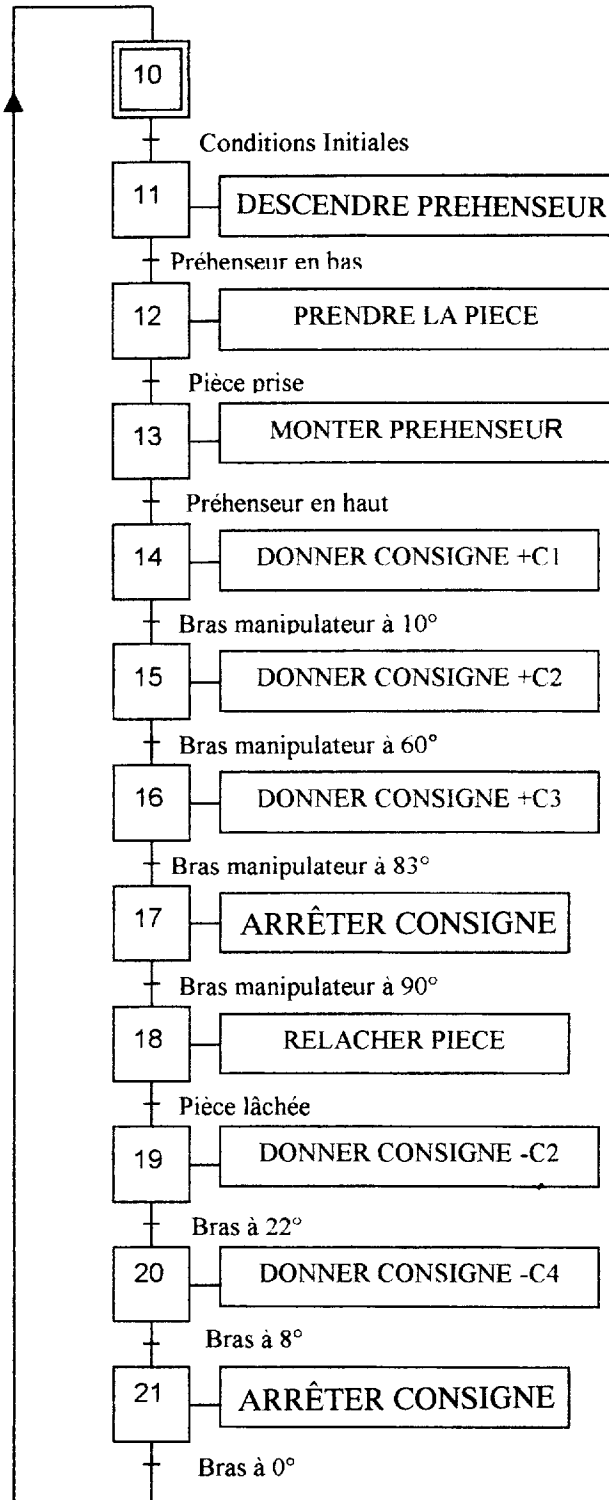 10
Conditions Initiales
11
DESCENDRE PREHENSEUR
Préhenseur en bas
12
PRENDRE LA PIECE
Pièce prise
13
MONTER PREHENSEUR
Préhenseur en haut
14
DONNER CONSIGNE +C1
Bras manipulateur à 10°
15
DONNER CONSIGNE +C2
Bras manipulateur à 60°
16
DONNER CONSIGNE +C3
Bras manipulateur à 83°
17
ARRÊTER CONSIGNE
Bras manipulateur à 90°
18
RELACHER PIECE
Pièce lâchée
19
DONNER CONSIGNE -C2
Bras à 22°
20
DONNER CONSIGNE -C4
Bras à 8°
21
ARRÊTER CONSIGNE
Bras à 0°